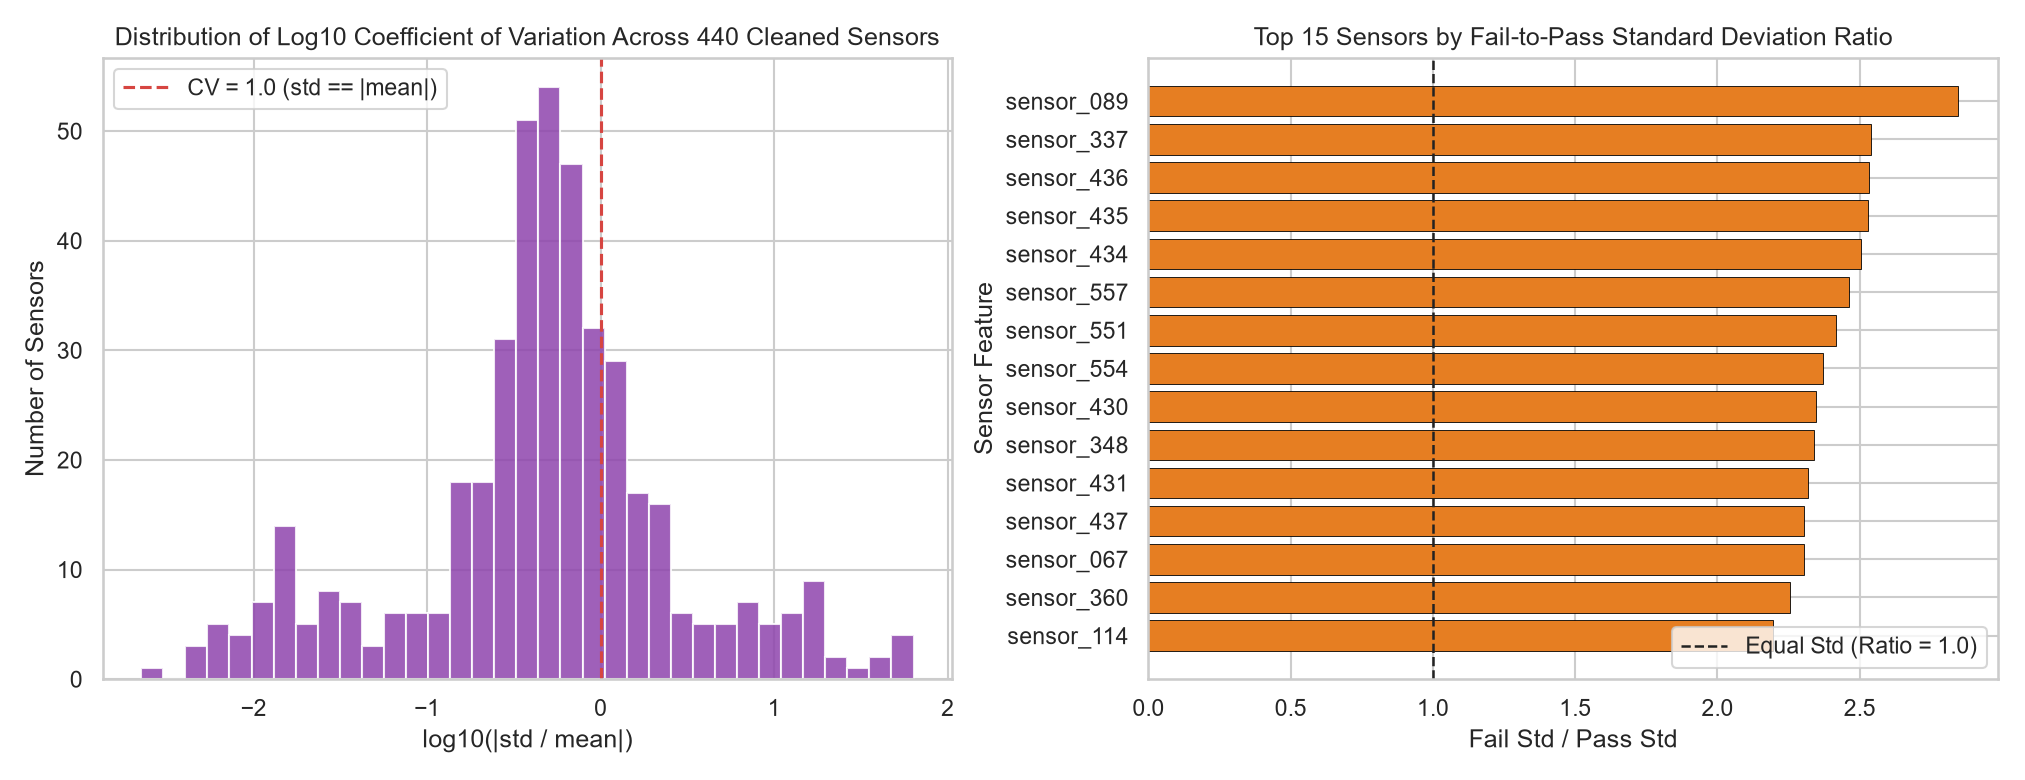 Distribution of Log10 Coefficient of Variation Across 440 Cleaned Sensors
CV = 1.0 (std == |mean|)
Number of Sensors
50
40
30
20
10
0
−2
−1
0
1
2
log10(|std / mean|)
Top 15 Sensors by Fail-to-Pass Standard Deviation Ratio
Sensor Feature
sensor_089
sensor_337
sensor_436
sensor_435
sensor_434
sensor_557
sensor_551
sensor_554
sensor_430
sensor_348
sensor_431
sensor_437
sensor_067
sensor_360
sensor_114
Equal Std (Ratio = 1.0)
0.0
0.5
1.0
1.5
2.0
2.5
Fail Std / Pass Std